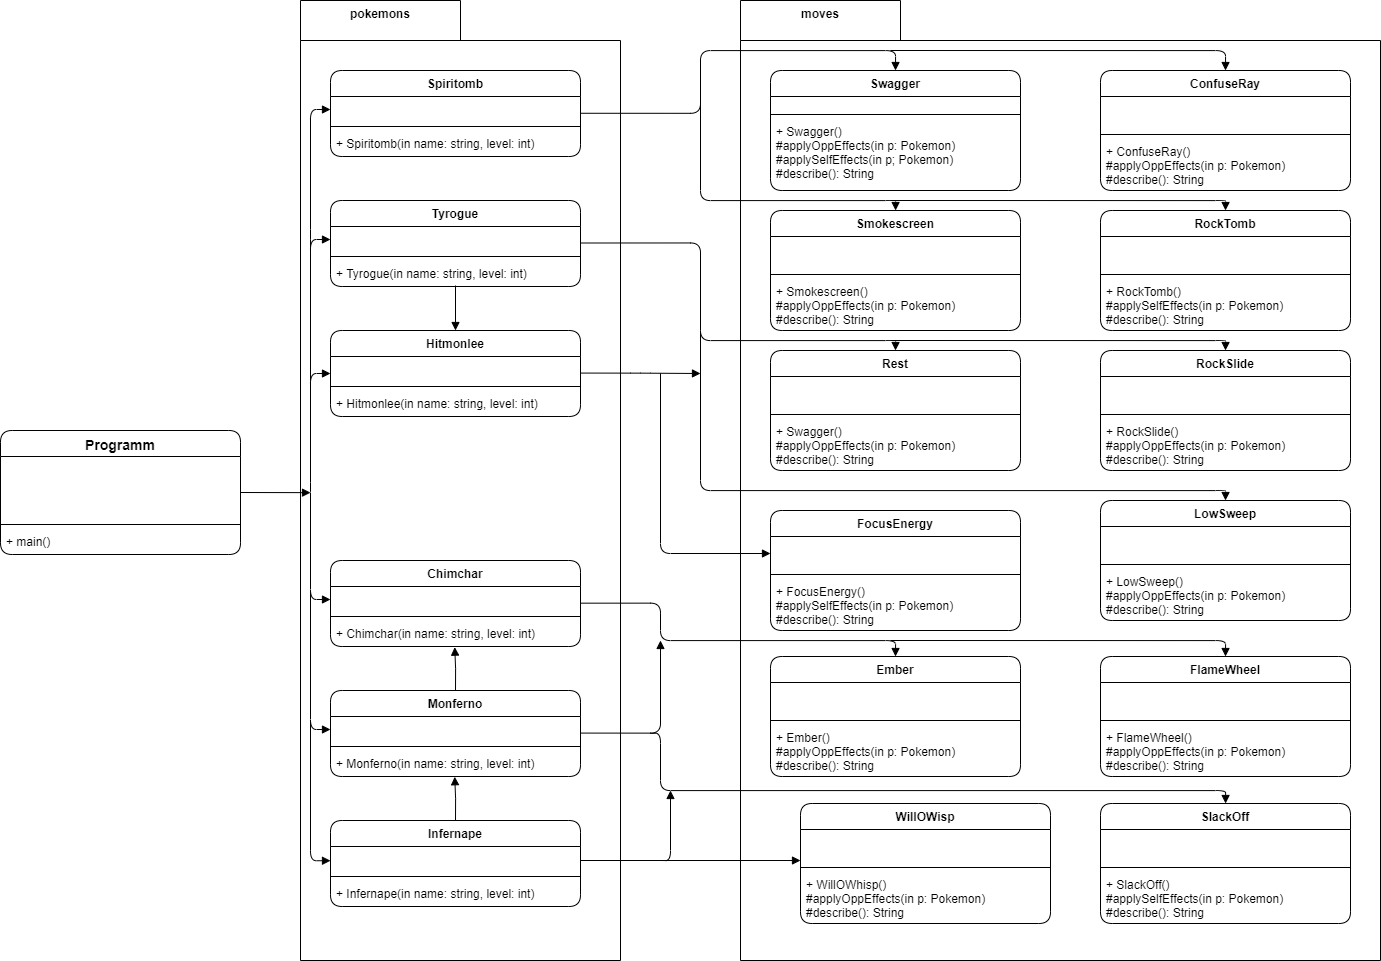 pokemons
moves
Spiritomb
+ Spiritomb(in name: string, level: int)
Tyrogue
+ Tyrogue(in name: string, level: int)
Hitmonlee
+ Hitmonlee(in name: string, level: int)
Programm
+ main()
Chimchar
+ Chimchar(in name: string, level: int)
Monferno
+ Monferno(in name: string, level: int)
Infernape
+ Infernape(in name: string, level: int)
Swagger
+ Swagger()
#applyOppEffects(in p: Pokemon)
#applySelfEffects(in p; Pokemon)
#describe(): String
ConfuseRay
+ ConfuseRay()
#applyOppEffects(in p: Pokemon)
#describe(): String
Smokescreen
+ Smokescreen()
#applyOppEffects(in p: Pokemon)
#describe(): String
RockTomb
+ RockTomb()
#applySelfEffects(in p: Pokemon)
#describe(): String
Rest
+ Swagger()
#applyOppEffects(in p: Pokemon)
#describe(): String
RockSlide
+ RockSlide()
#applyOppEffects(in p: Pokemon)
#describe(): String
FocusEnergy
+ FocusEnergy()
#applySelfEffects(in p: Pokemon)
#describe(): String
LowSweep
+ LowSweep()
#applyOppEffects(in p: Pokemon)
#describe(): String
Ember
+ Ember()
#applyOppEffects(in p: Pokemon)
#describe(): String
FlameWheel
+ FlameWheel()
#applyOppEffects(in p: Pokemon)
#describe(): String
WillOWisp
+ WillOWhisp()
#applyOppEffects(in p: Pokemon)
#describe(): String
SlackOff
+ SlackOff()
#applySelfEffects(in p: Pokemon)
#describe(): String